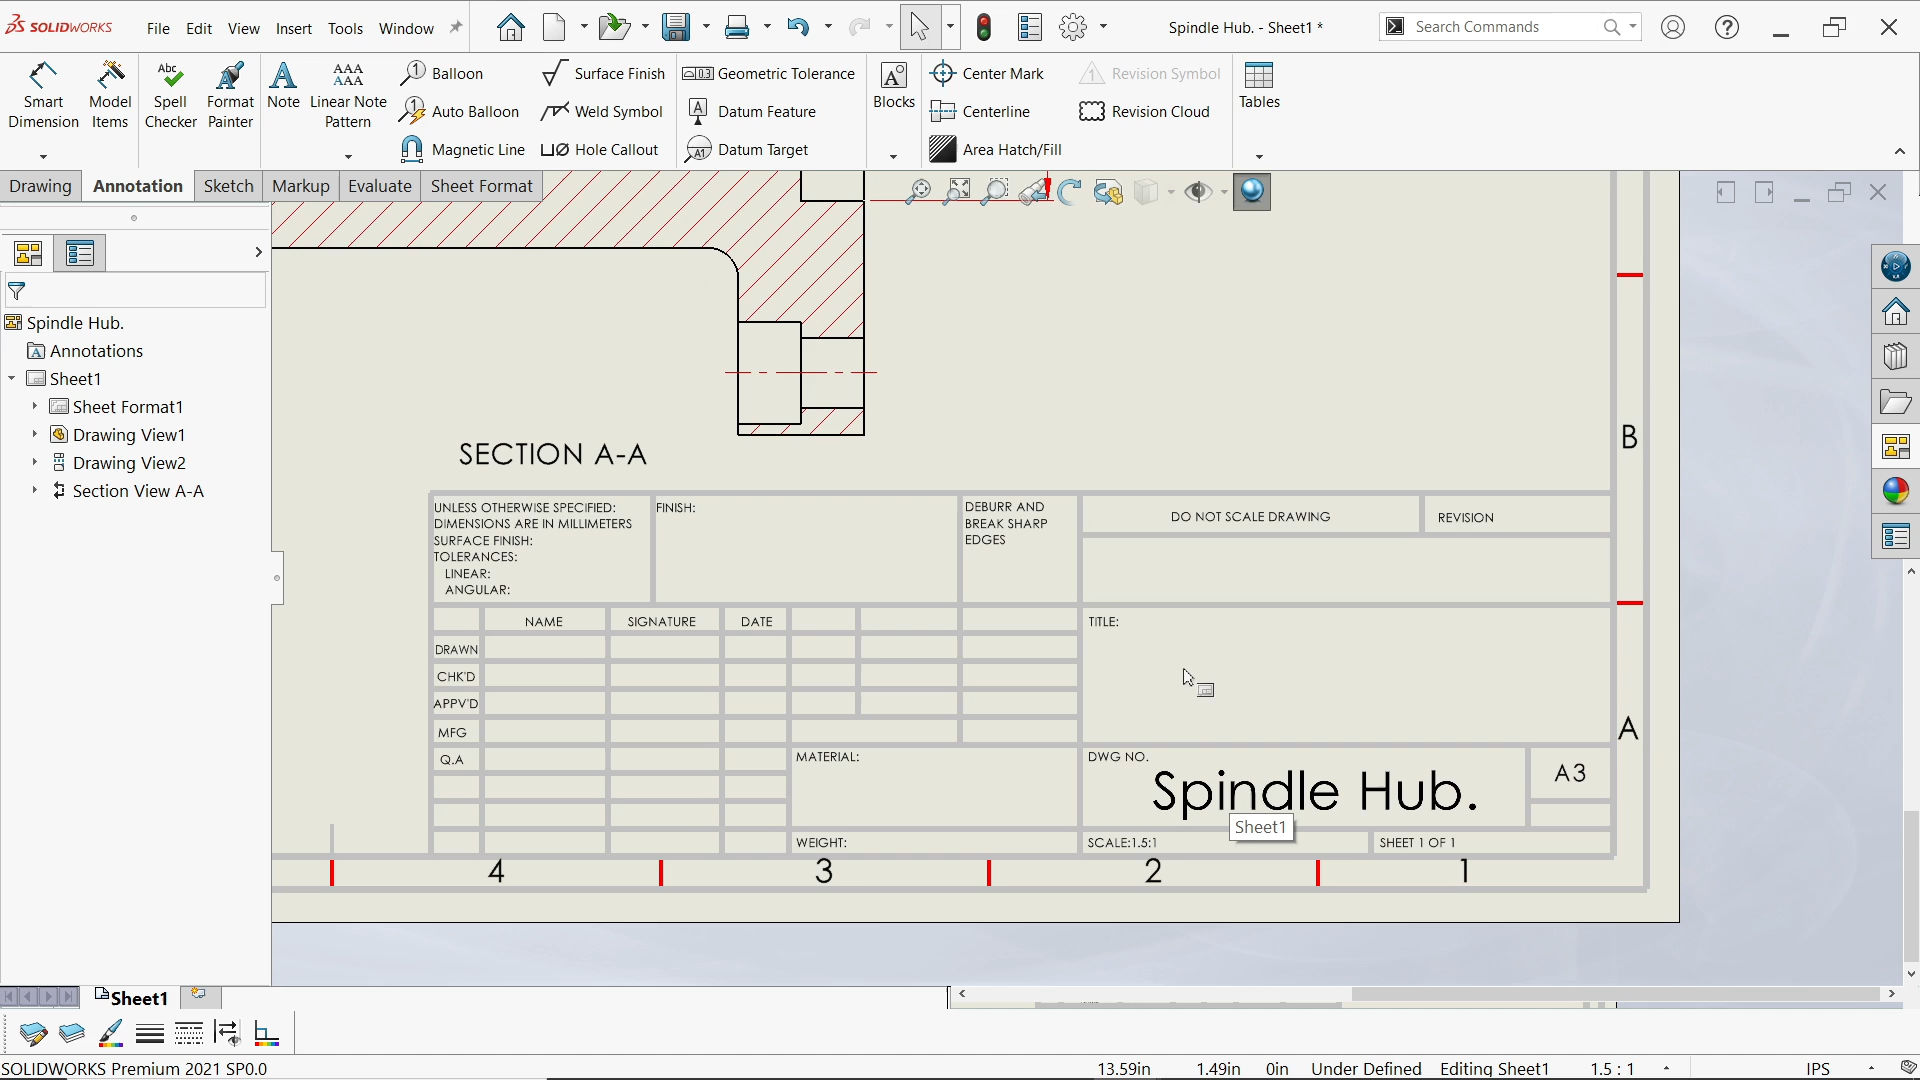 SOLIDWORKS
File Edit View Insert Tools Window
Spindle Hub. - Sheet1 *
Search Commands
Smart Dimension
Model Items
Spell Checker
Format Painter
Note
Linear Note Pattern
Balloon
Auto Balloon
Magnetic Line
Surface Finish
Weld Symbol
Hole Callout
Geometric Tolerance
Datum Feature
Datum Target
Blocks
Center Mark
Centerline
Area Hatch/Fill
Revision Symbol
Revision Cloud
Tables
Drawing Annotation Sketch Markup Evaluate Sheet Format
Spindle Hub.
Annotations
Sheet1
Sheet Format1
Drawing View1
Drawing View2
Section View A-A
SECTION A-A
B
A
UNLESS OTHERWISE SPECIFIED:
DIMENSIONS ARE IN MILLIMETERS
SURFACE FINISH:
TOLERANCES:
LINEAR:
ANGULAR:
FINISH:
DEBURR AND
BREAK SHARP
EDGES
DO NOT SCALE DRAWING
REVISION
NAME SIGNATURE DATE
DRAWN
CHK'D
APPV'D
MFG
Q.A
TITLE:
MATERIAL:
DWG NO.
Spindle Hub.
A3
Sheet1
WEIGHT:
SCALE:1.5:1
SHEET 1 OF 1
4 3 2 1
Sheet1
SOLIDWORKS Premium 2021 SP0.0
13.59in 1.49in 0in Under Defined Editing Sheet1 1.5 : 1 IPS